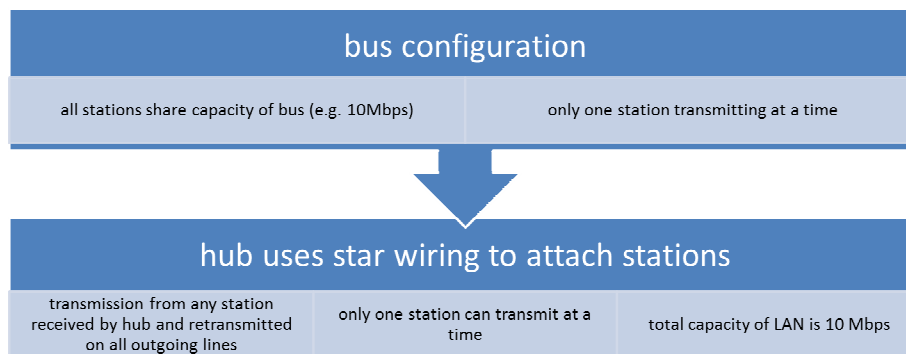 bus configuration
all stations share capacity of bus (e.g. 10Mbps)
only one station transmitting at a time
hub uses star wiring to attach stations
transmission from any station
received by hub and retransmitted
on all outgoing lines
only one station can transmit at a
time
total capacity of LAN is 10 Mbps